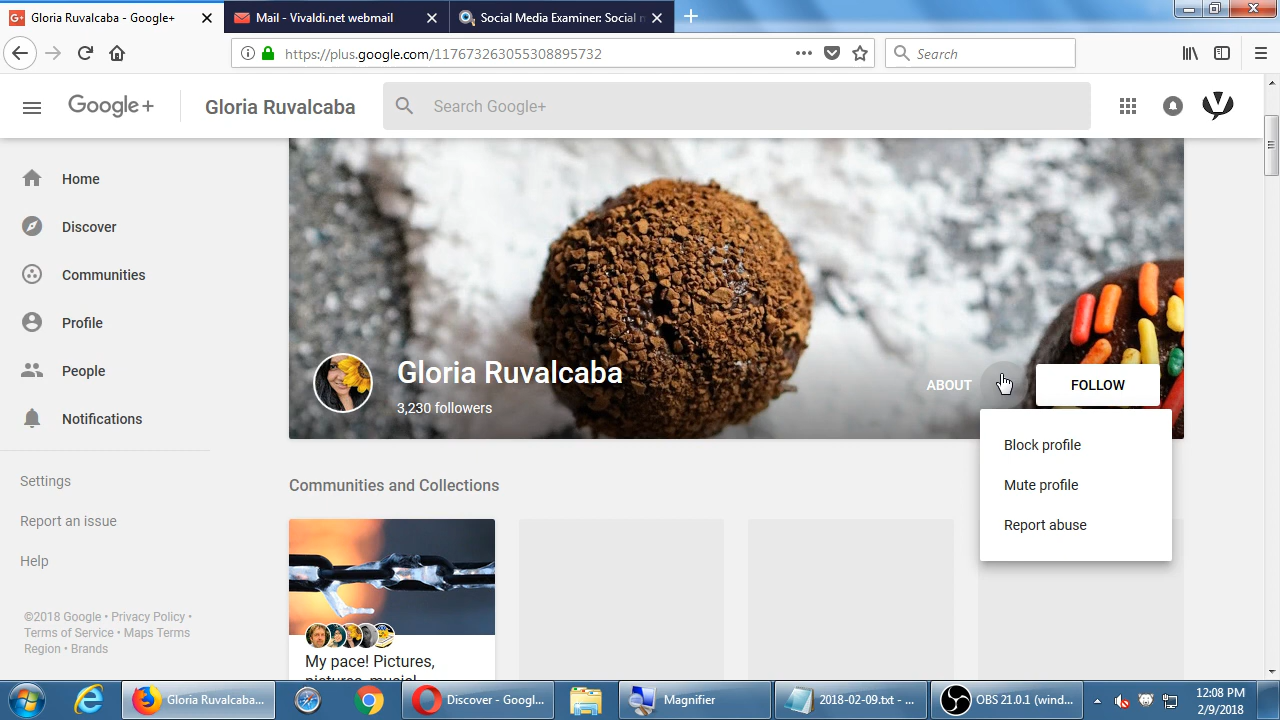 Gloria Ruvalcaba - Google+
Mail - Vivaldi.net webmail
Social Media Examiner: Social
https://plus.google.com/117673263055308895732
Search
Google+
Gloria Ruvalcaba
Search Google+
Home
Discover
Communities
Profile
People
Notifications
Settings
Report an issue
Help
©2018 Google • Privacy Policy •
Terms of Service • Maps Terms
Region • Brands
Gloria Ruvalcaba
3,230 followers
ABOUT
FOLLOW
Block profile
Mute profile
Report abuse
Communities and Collections
My pace! Pictures,
pictures, music!
Gloria Ruvalcaba...
Discover - Googl...
Magnifier
2018-02-09.txt - ...
OBS 21.0.1 (wind...
12:08 PM
2/9/2018